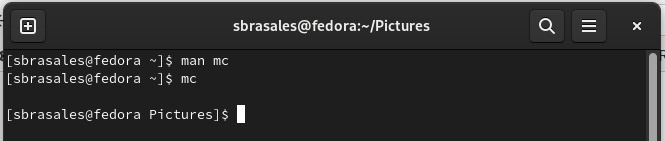 sbrasales@fedora:~/Pictures
[sbrasales@fedora ~]$ man mc
[sbrasales@fedora ~]$ mc
[sbrasales@fedora Pictures]$